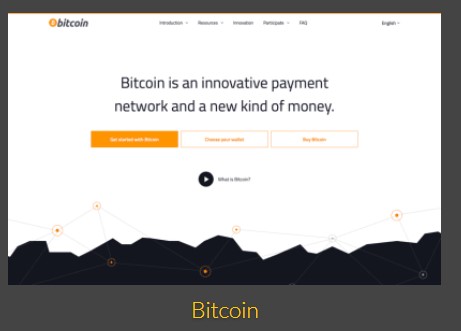 bitcoin
Introduction Resources Innovation Participate FAQ English
Bitcoin is an innovative payment
network and a new kind of money.
Get started with Bitcoin Choose your wallet Buy Bitcoin
What is Bitcoin?
Bitcoin